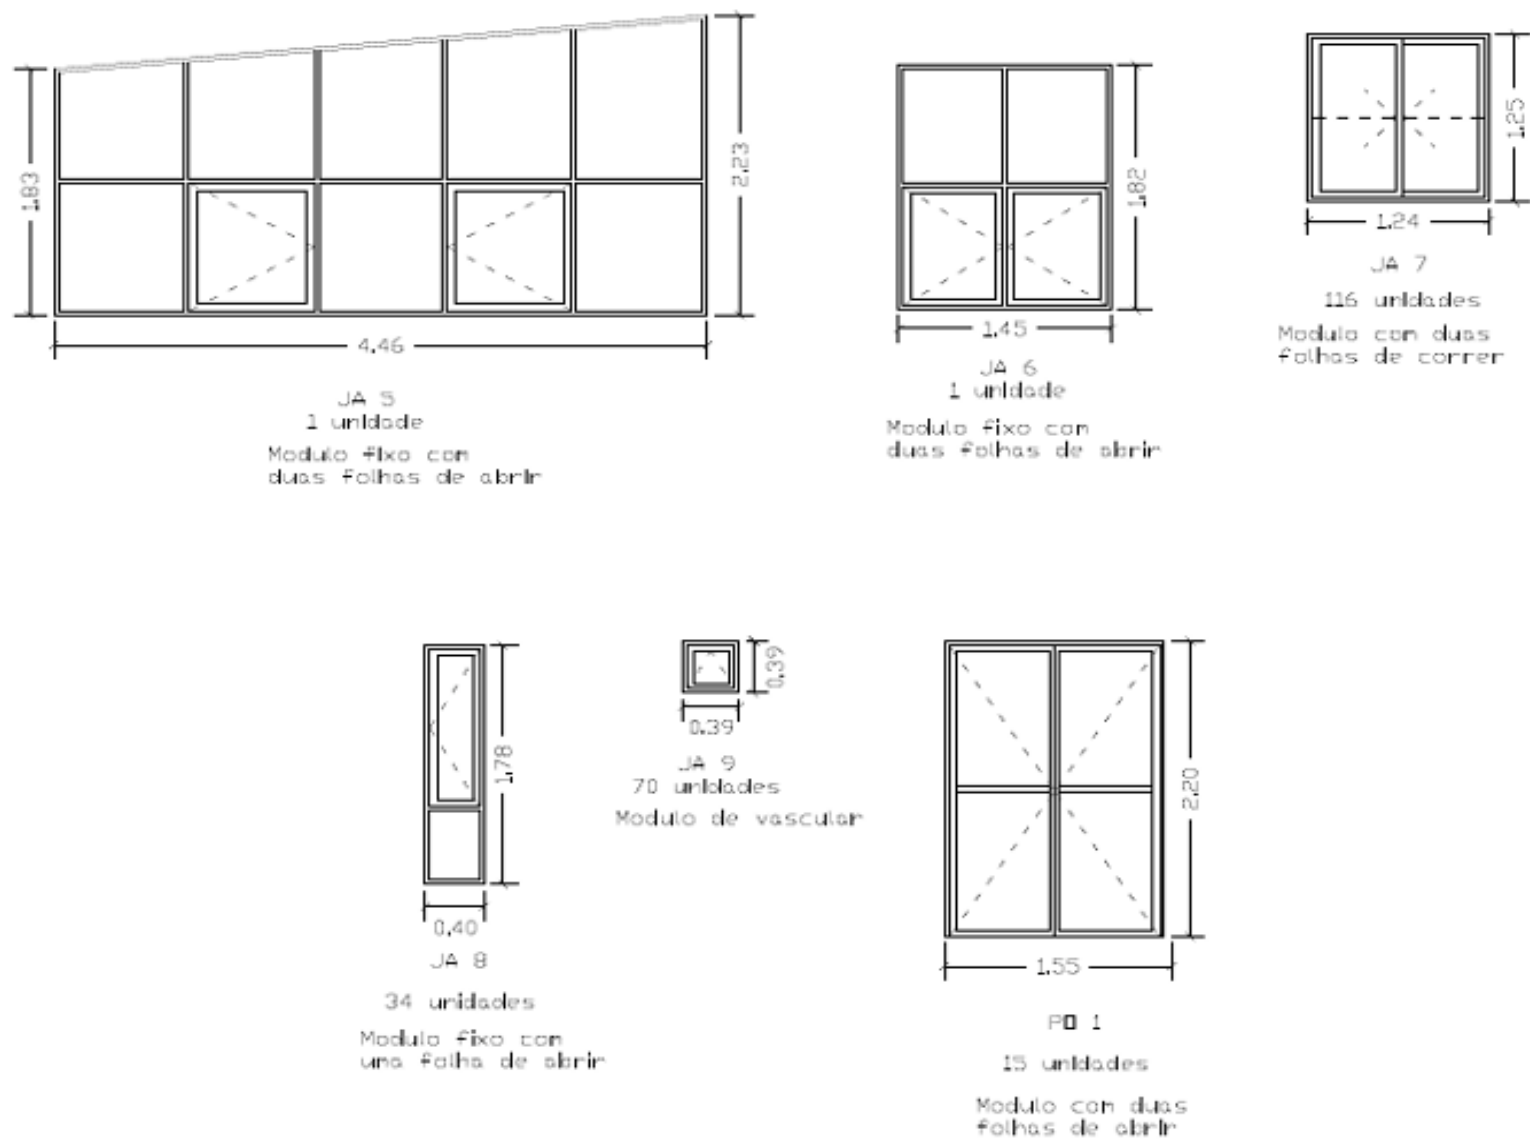 1.83
2.23
4.46
JA 5
1 unidade
Modulo fixo com
duas folhas de abrir
1.82
1.45
JA 6
1 unidade
Modulo fixo com
duas folhas de abrir
1.25
1.24
JA 7
116 unidades
Modulo com duas
folhas de correr
1.78
0.40
JA 8
34 unidades
Modulo fixo com
uma folha de abrir
0.39
0.39
JA 9
70 unidades
Modulo de vascular
2.20
1.55
PO 1
15 unidades
Modulo com duas
folhas de abrir